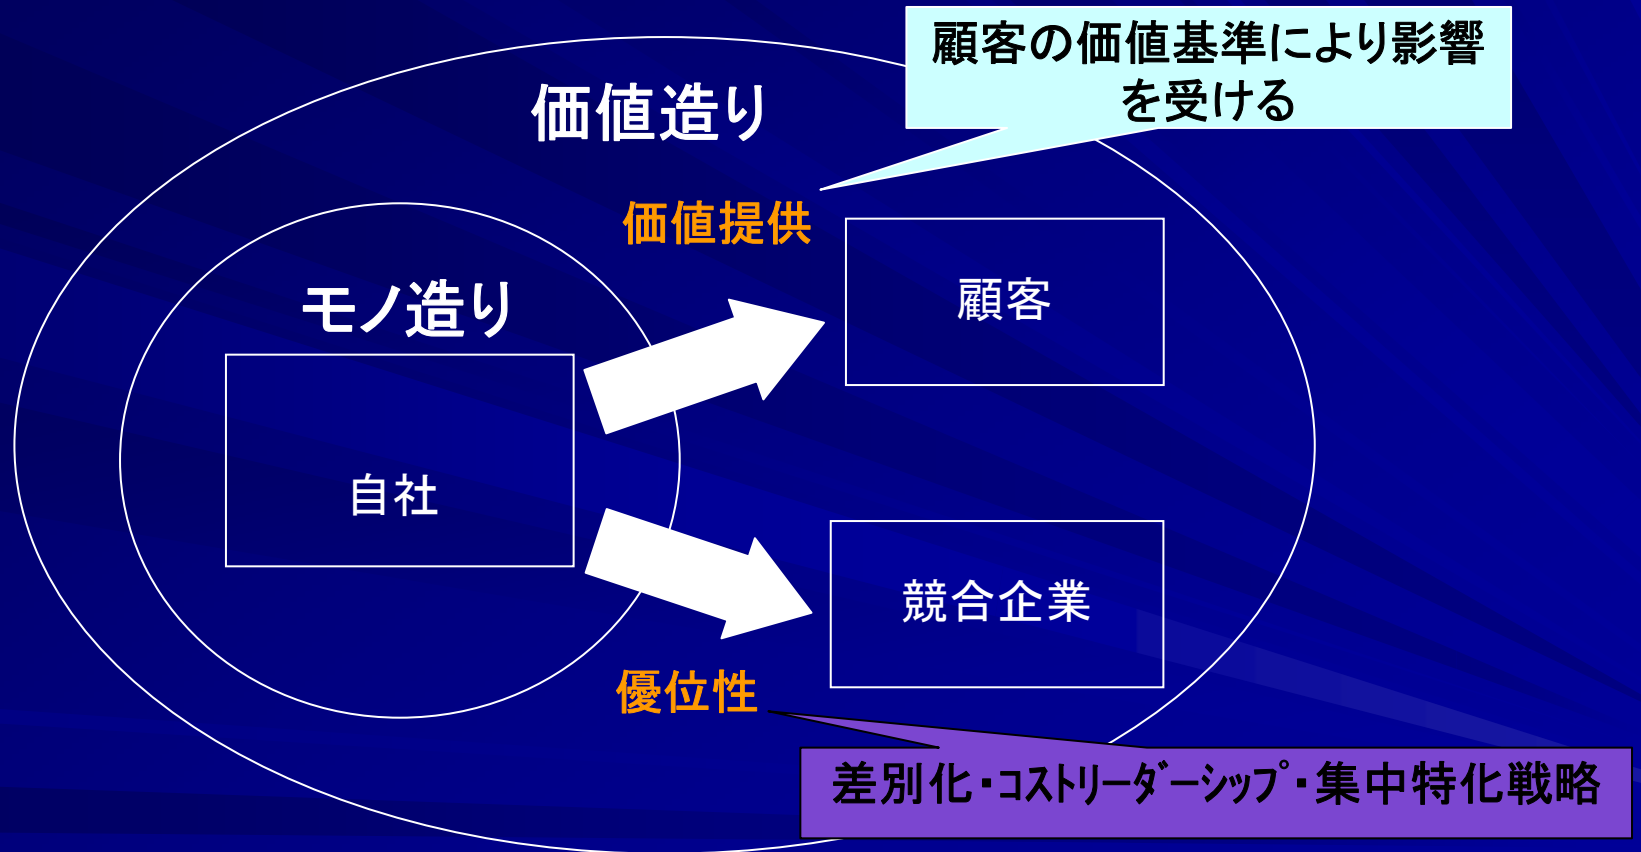 顧客の価値基準により影響
を受ける
価値造り
価値提供
モノ造り
顧客
自社
競合企業
優位性
差別化・ｺｽﾄﾘｰﾀﾞｰｼｯﾌﾟ・集中特化戦略